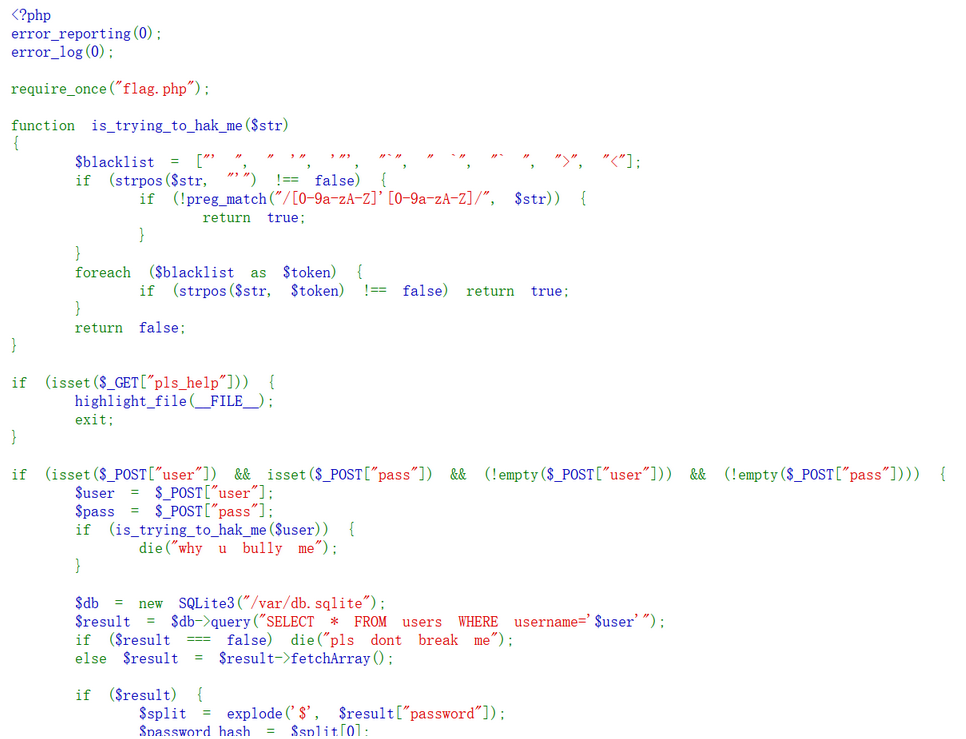 <?php
error_reporting(0);
error_log(0);
require_once("flag.php");
function is_trying_to_hak_me($str)
{
$blacklist = ["' ", " '", '"', "`", " `", "` ", ">", "<"];
if (strpos($str, "'") !== false) {
if (!preg_match("/[0-9a-zA-Z]'[0-9a-zA-Z]/", $str)) {
return true;
}
}
foreach ($blacklist as $token) {
if (strpos($str, $token) !== false) return true;
}
return false;
}
if (isset($_GET["pls_help"])) {
highlight_file(__FILE__);
exit;
}
if (isset($_POST["user"]) && isset($_POST["pass"]) && (!empty($_POST["user"])) && (!empty($_POST["pass"]))) {
$user = $_POST["user"];
$pass = $_POST["pass"];
if (is_trying_to_hak_me($user)) {
die("why u bully me");
}
$db = new SQLite3("/var/db.sqlite");
$result = $db->query("SELECT * FROM users WHERE username='$user'");
if ($result === false) die("pls dont break me");
else $result = $result->fetchArray();
if ($result) {
$split = explode('$', $result["password"]);
$password_hash = $split[0];